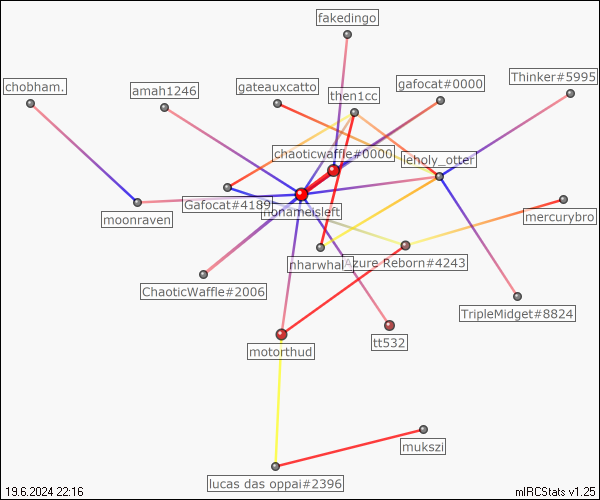 fakedingo
Thinker#5995
chobham.
amah1246
gateauxcatto
gafocat#0000
then1cc
chaoticwaffle#0000
leholy_otter
Gafocat#4189
nonameisleft
moonraven
mercurybro
nharwhal
Azure Reborn#4243
ChaoticWaffle#2006
TripleMidget#8824
motorthud
tt532
mukszi
lucas das oppai#2396
19.6.2024 22:16
mIRCStats v1.25